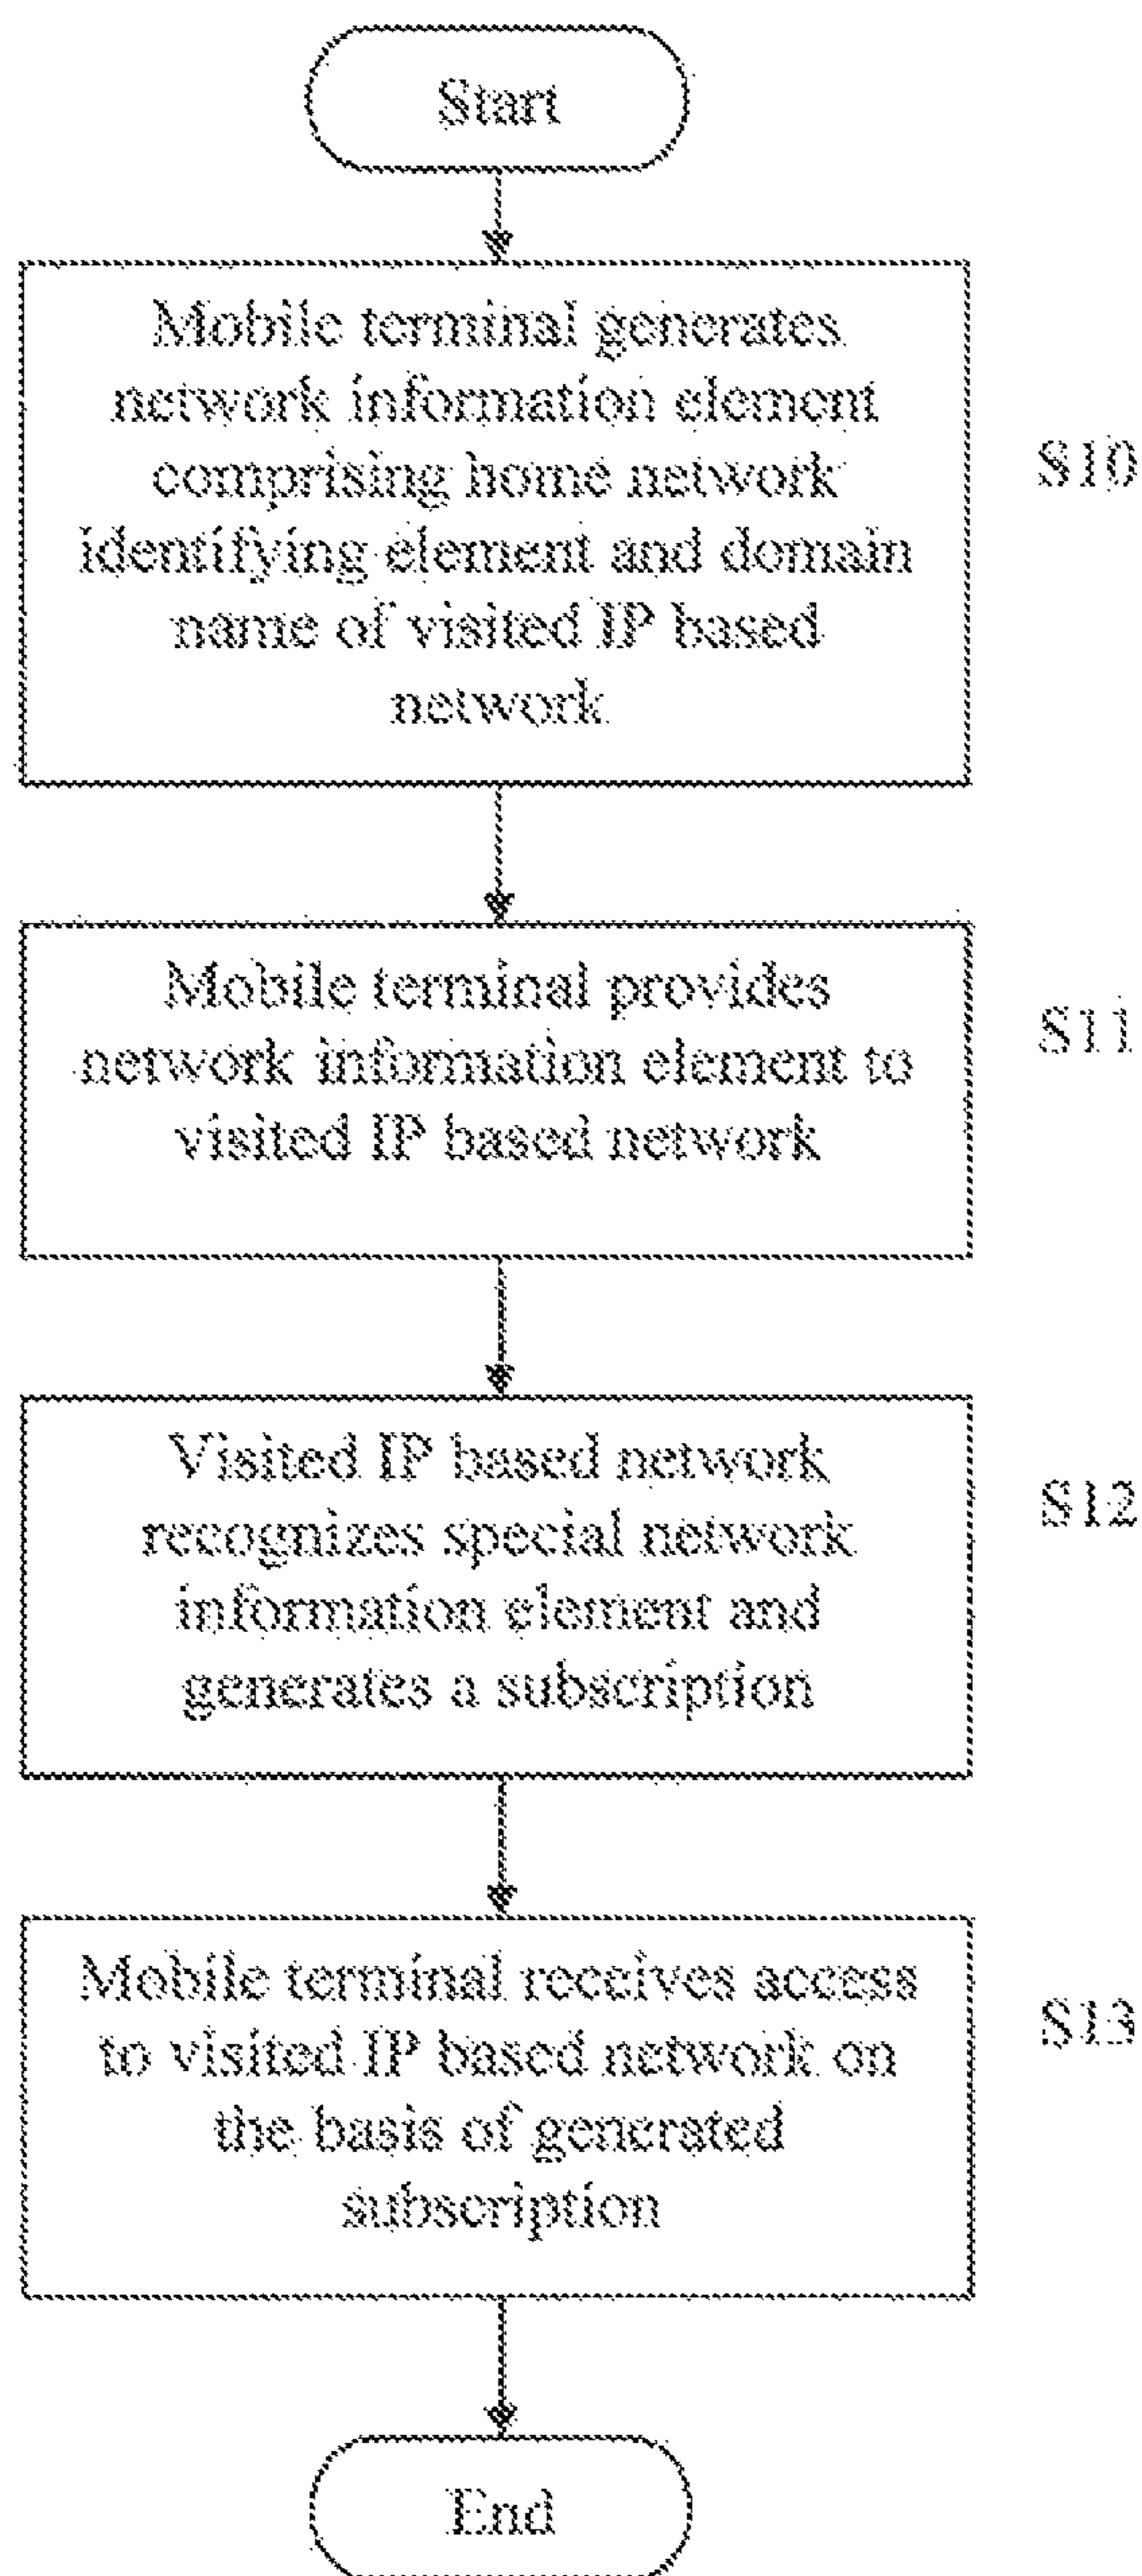 Start
Mobile terminal generates
network information element
comprising home network
identifying element and domain
name of visited IP based
network
S10
Mobile terminal provides
network information element to
visited IP based network
S11
Visited IP based network
recognizes special network
information element and
generates a subscription
S12
Mobile terminal receives access
to visited IP based network on
the basis of generated
subscription
S13
End